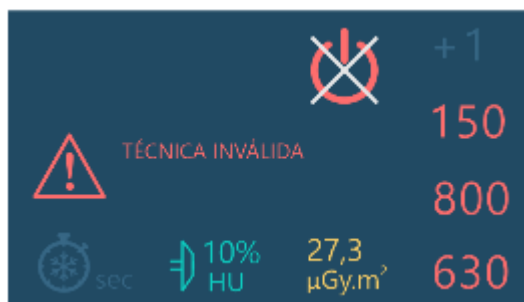 +1
150
TÉCNICA INVÁLIDA
800
sec
10%
HU
27,3
µGy.m²
630